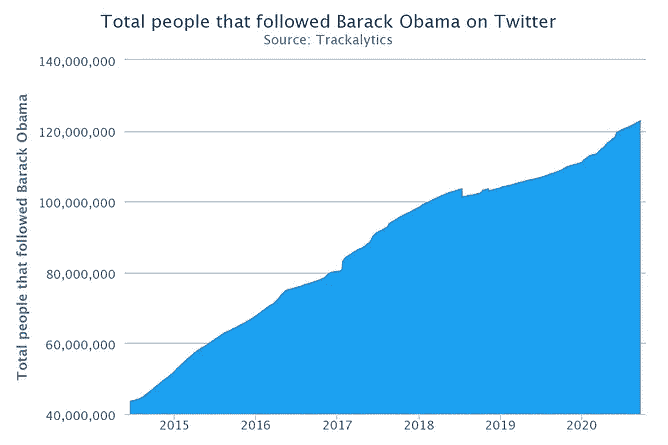 Total people that followed Barack Obama on Twitter
Source: Trackalytics
140,000,000
120,000,000
100,000,000
80,000,000
60,000,000
40,000,000
Total people that followed Barack Obama
2015 2016 2017 2018 2019 2020